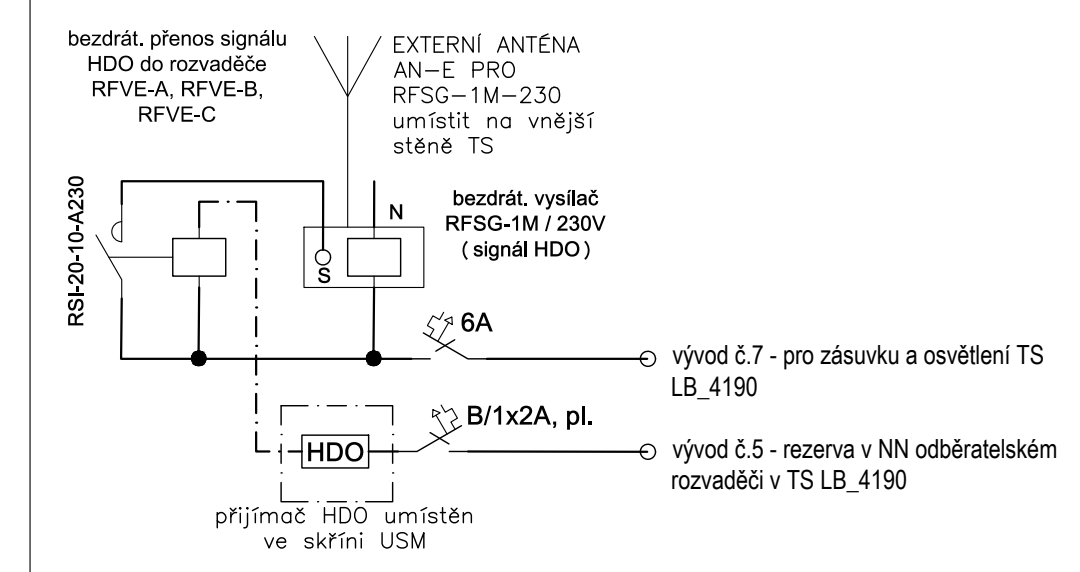 bezdrát. přenos signálu
HDO do rozvaděče
RFVE-A, RFVE-B,
RFVE-C
EXTERNÍ ANTÉNA
AN-E PRO
RFSG-1M-230
umístit na vnější
stěně TS
RSI-20-10-A230
N
S
bezdrát. vysílač
RFSG-1M / 230V
( signál HDO )
6A
vývod č.7 - pro zásuvku a osvětlení TS
LB_4190
B/1x2A, pl.
HDO
vývod č.5 - rezerva v NN odběratelském
rozvaděči v TS LB_4190
přijímač HDO umístěn
ve skříni USM